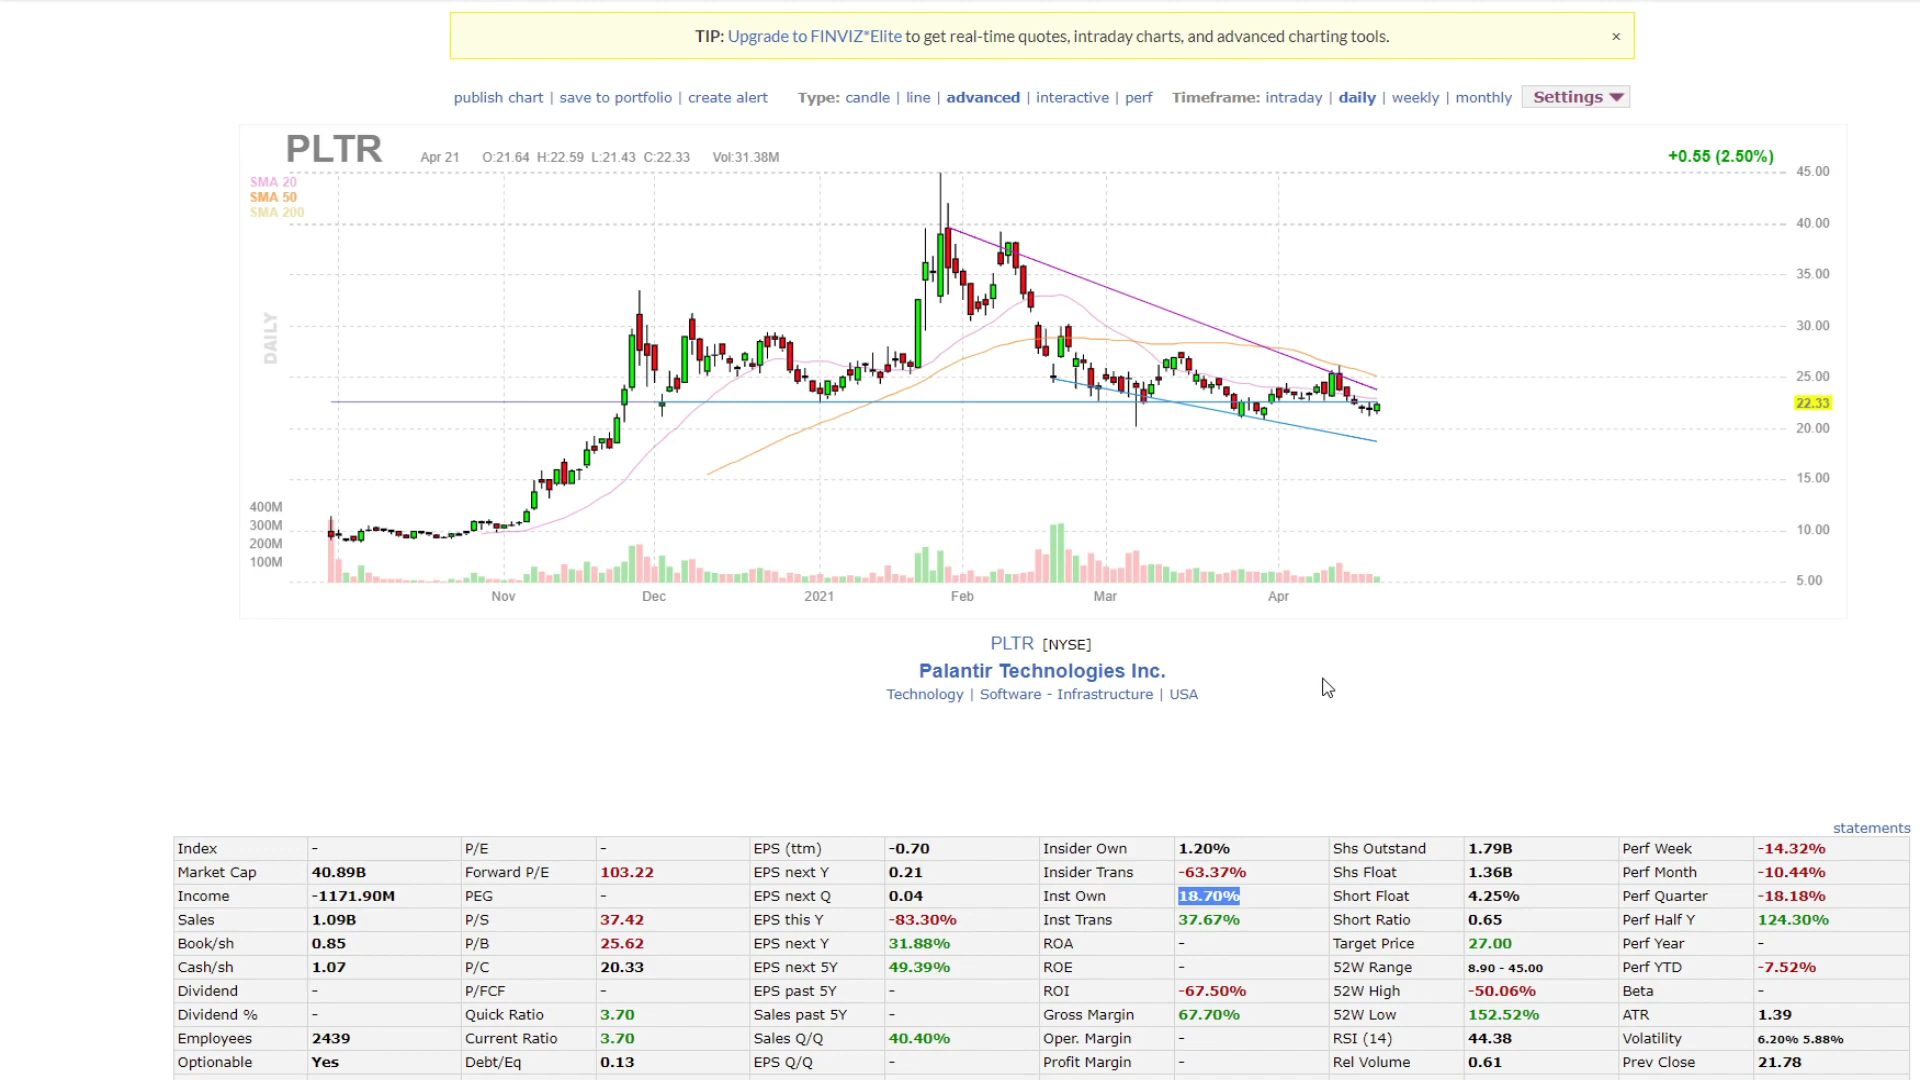 TIP: Upgrade to FINVIZ*Elite to get real-time quotes, intraday charts, and advanced charting tools. ×
publish chart | save to portfolio | create alert Type: candle | line | advanced | interactive | perf Timeframe: intraday | daily | weekly | monthly Settings
PLTR Apr 21 O:21.64 H:22.59 L:21.43 C:22.33 Vol:31.38M +0.55 (2.50%)
SMA 20
SMA 50
SMA 200
DAILY
45.00
40.00
35.00
30.00
25.00
22.33
20.00
15.00
10.00
5.00
400M
300M
200M
100M
Nov Dec 2021 Feb Mar Apr
PLTR [NYSE]
Palantir Technologies Inc.
Technology | Software - Infrastructure | USA
statements
Index - P/E - EPS (ttm) -0.70 Insider Own 1.20% Shs Outstand 1.79B Perf Week -14.32%
Market Cap 40.89B Forward P/E 103.22 EPS next Y 0.21 Insider Trans -63.37% Shs Float 1.36B Perf Month -10.44%
Income -1171.90M PEG - EPS next Q 0.04 Inst Own 18.70% Short Float 4.25% Perf Quarter -18.18%
Sales 1.09B P/S 37.42 EPS this Y -83.30% Inst Trans 37.67% Short Ratio 0.65 Perf Half Y 124.30%
Book/sh 0.85 P/B 25.62 EPS next Y 31.88% ROA - Target Price 27.00 Perf Year -
Cash/sh 1.07 P/C 20.33 EPS next 5Y 49.39% ROE - 52W Range 8.90 - 45.00 Perf YTD -7.52%
Dividend - P/FCF - EPS past 5Y - ROI -67.50% 52W High -50.06% Beta -
Dividend % - Quick Ratio 3.70 Sales past 5Y - Gross Margin 67.70% 52W Low 152.52% ATR 1.39
Employees 2439 Current Ratio 3.70 Sales Q/Q 40.40% Oper. Margin - RSI (14) 44.38 Volatility 6.20% 5.88%
Optionable Yes Debt/Eq 0.13 EPS Q/Q - Profit Margin - Rel Volume 0.61 Prev Close 21.78